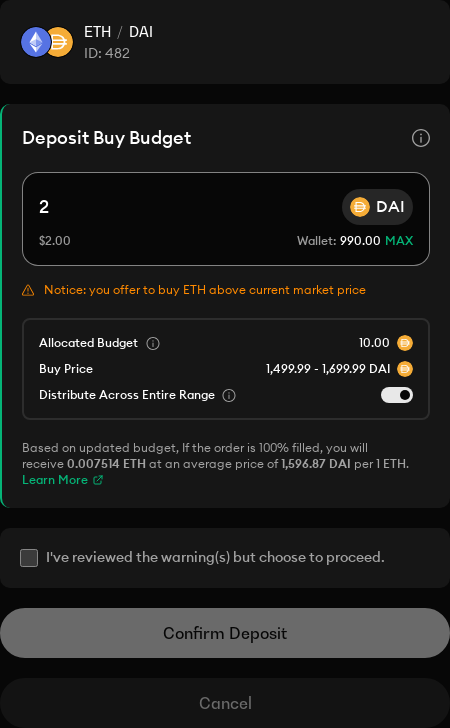 ETH / DAI
ID: 482
Deposit Buy Budget
2
DAI
$2.00
Wallet: 990.00 MAX
Notice: you offer to buy ETH above current market price
Allocated Budget 10.00
Buy Price 1,499.99 - 1,699.99 DAI
Distribute Across Entire Range
Based on updated budget, If the order is 100% filled, you will
receive 0.007514 ETH at an average price of 1,596.87 DAI per 1 ETH.
Learn More
I've reviewed the warning(s) but choose to proceed.
Confirm Deposit
Cancel